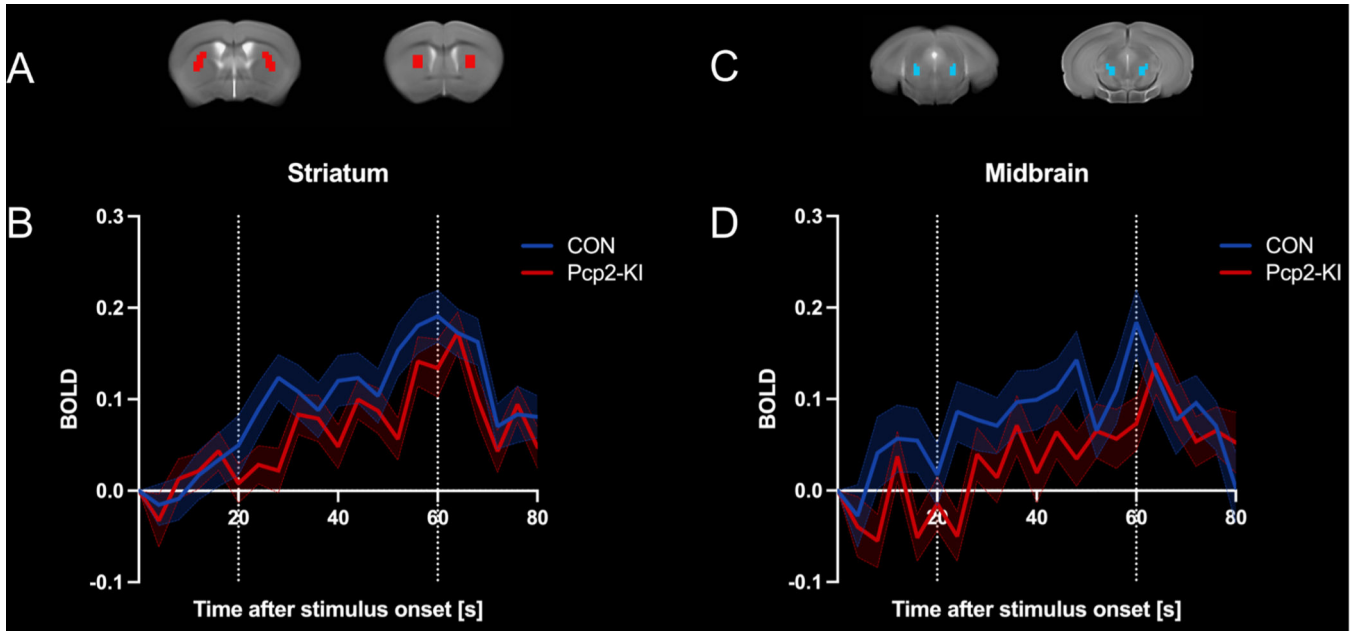 A
C
Striatum
Midbrain
B
0.3
0.2
0.1
0.0
-0.1
BOLD
20
40
60
80
CON
Pcp2-KI
Time after stimulus onset [s]
D
0.3
0.2
0.1
0.0
-0.1
BOLD
20
40
60
80
CON
Pcp2-KI
Time after stimulus onset [s]